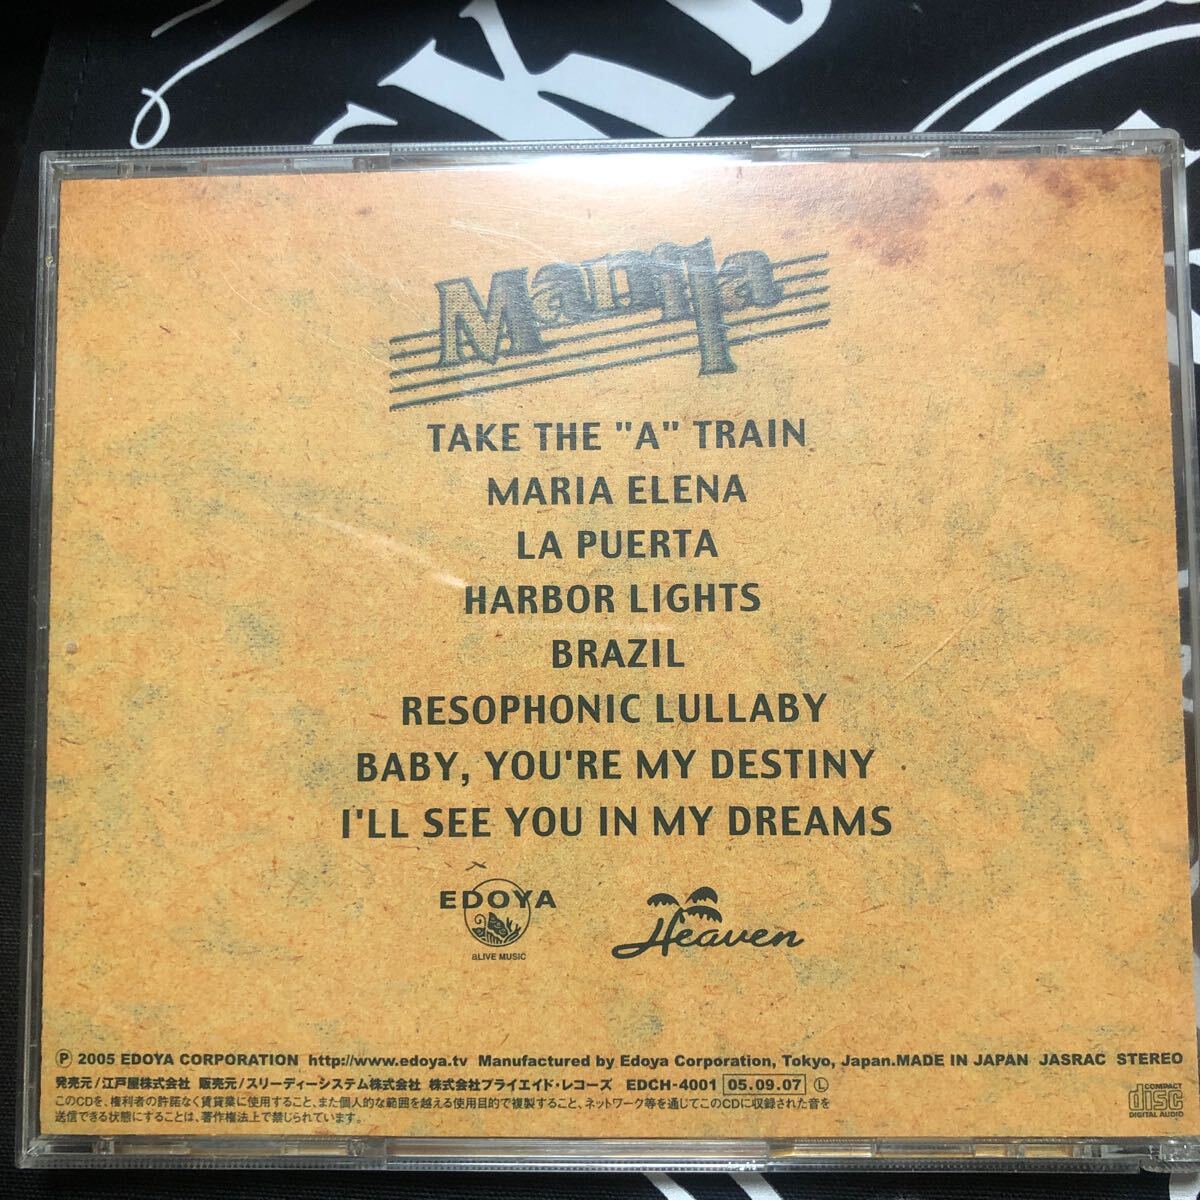 Manila
TAKE THE "A" TRAIN
MARIA ELENA
LA PUERTA
HARBOR LIGHTS
BRAZIL
RESOPHONIC LULLABY
BABY, YOU'RE MY DESTINY
I'LL SEE YOU IN MY DREAMS
EDOYA
aLIVE MUSIC
Heaven
Ⓟ 2005 EDOYA CORPORATION http://www.edoya.tv Manufactured by Edoya Corporation, Tokyo, Japan.MADE IN JAPAN JASRAC STEREO
発売元/江戸屋株式会社 販売元/スリーディーシステム株式会社 株式会社プライエイド・レコーズ EDCH-4001 05.09.07 Ⓛ
このCDを、権利者の許諾なく賃貸業に使用すること、また個人的な範囲を越える使用目的で複製すること、ネットワーク等を通じてこのCDに収録された音を
送信できる状態にすることは、著作権法上で禁じられています。
COMPACT
disc
DIGITAL AUDIO